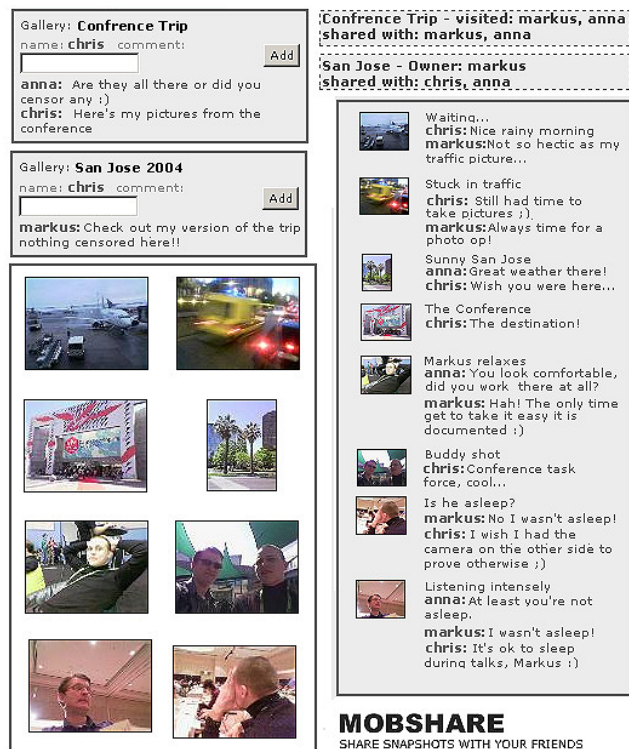 Gallery: Confrence Trip
name: chris comment:
Add
anna: Are they all there or did you
censor any :)
chris: Here's my pictures from the
conference
Gallery: San Jose 2004
name: chris comment:
Add
markus: Check out my version of the trip
nothing censored here!!
Confrence Trip - visited: markus, anna
shared with: markus, anna
San Jose - Owner: markus
shared with: chris, anna
Waiting...
chris: Nice rainy morning
markus:Not so hectic as my
traffic picture...
Stuck in traffic
chris: Still had time to
take pictures ;)
markus:Always time for a
photo op!
Sunny San Jose
anna: Great weather there!
chris: Wish you were here...
The Conference
chris: The destination!
Markus relaxes
anna: You look comfortable,
did you work there at all?
markus: Hah! The only time
get to take it easy it is
documented :)
Buddy shot
chris: Conference task
force, cool...
Is he asleep?
markus: No I wasn't asleep!
chris: I wish I had the
camera on the other side to
prove otherwise ;)
Listening intensely
anna: At least you're not
asleep.
markus: I wasn't asleep!
chris: It's ok to sleep
during talks, Markus :)
MOBSHARE
SHARE SNAPSHOTS WITH YOUR FRIENDS